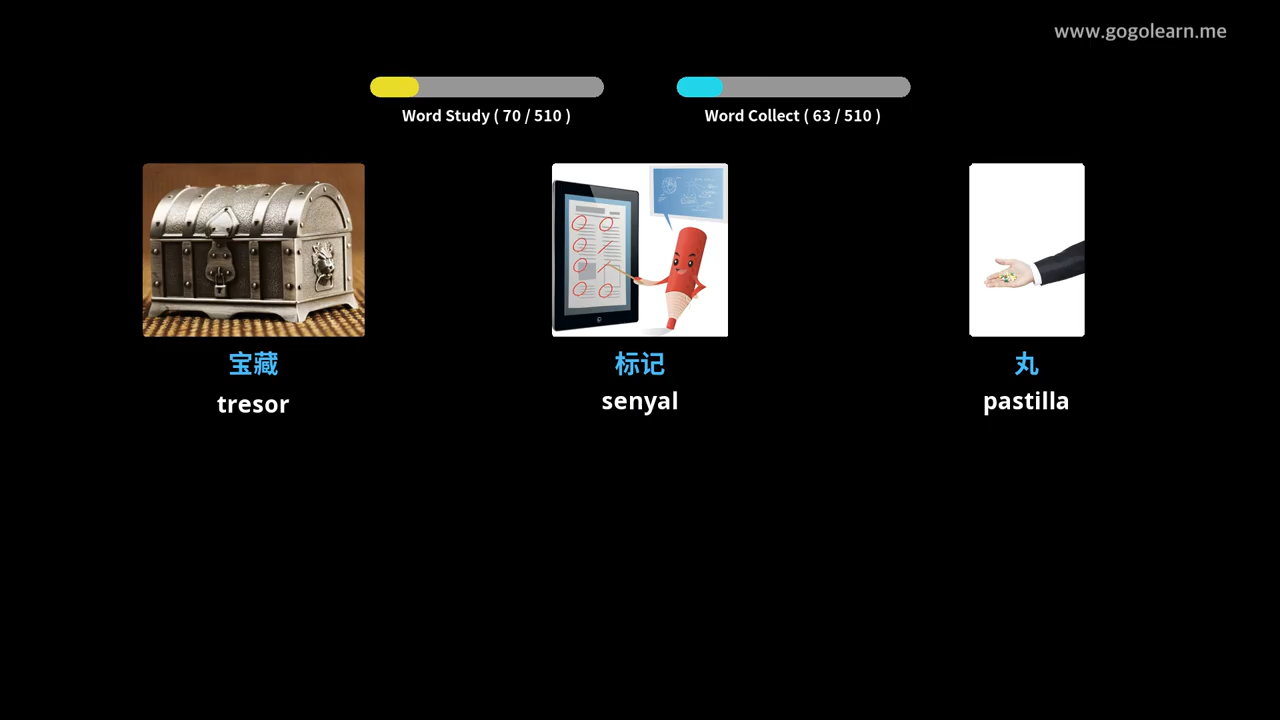 www.gogolearn.me
Word Study ( 70 / 510 )
Word Collect ( 63 / 510 )
宝藏
标记
丸
tresor
senyal
pastilla